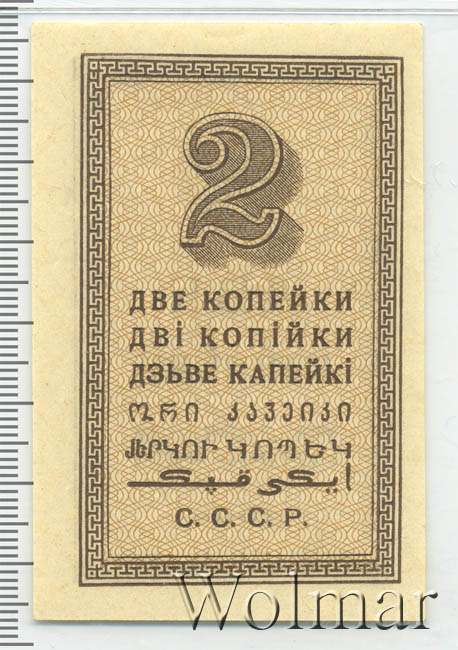 2
ДВЕ КОПЕЙКИ
ДВІ КОПІЙКИ
ДЗЬВЕ КАПЕЙКІ
ორი კაპეიკი
ԵՐԿՈՒ ԿՈՊԵԿ
ایکی قپیک
С. С. С. Р.
Wolmar